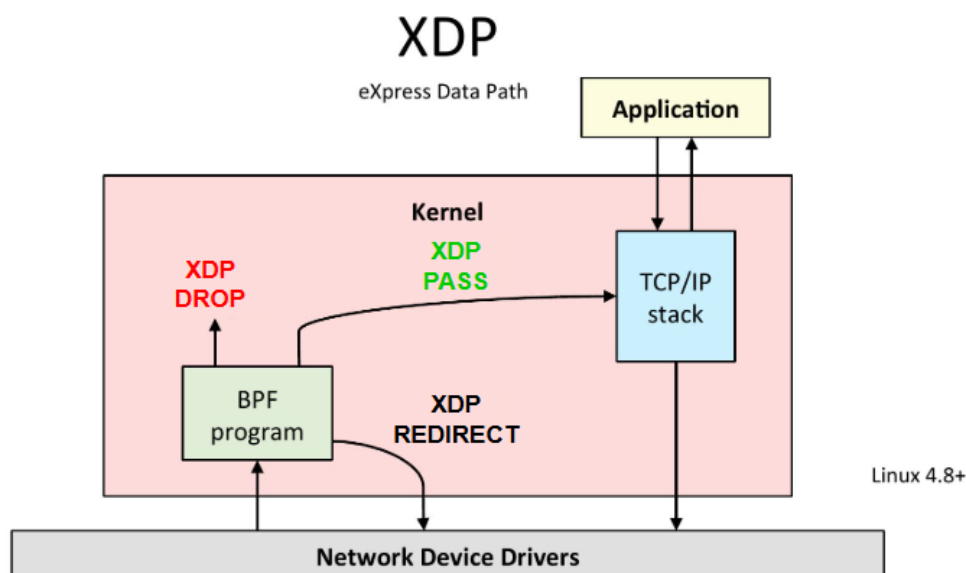 XDP
eXpress Data Path
Application
Kernel
XDP
PASS
XDP
DROP
TCP/IP
stack
BPF
program
XDP
REDIRECT
Linux 4.8+
Network Device Drivers